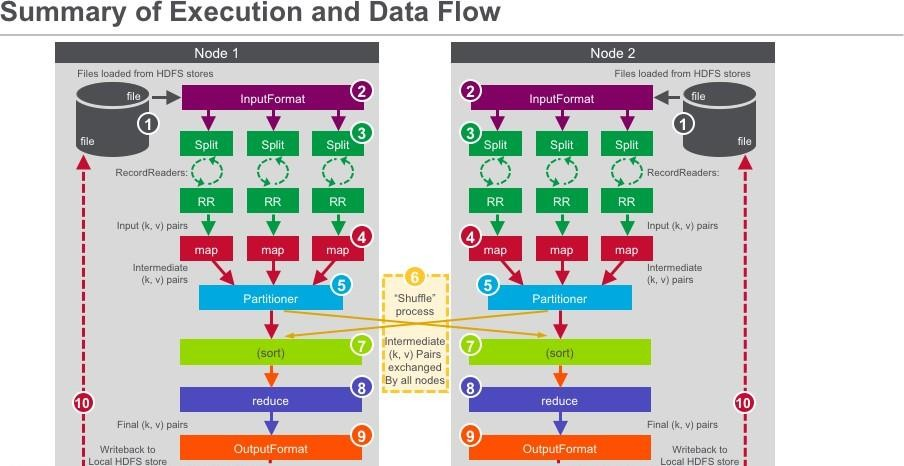 Summary of Execution and Data Flow
Node 1
Files loaded from HDFS stores
file
file
1
InputFormat
2
Split
Split
Split
3
RecordReaders:
RR
RR
RR
Input (k, v) pairs
map
map
map
4
Intermediate
(k, v) pairs
Partitioner
5
(sort)
7
reduce
8
10
Final (k, v) pairs
OutputFormat
9
Writeback to
Local HDFS store
6
"Shuffle"
process
Intermediate
(k, v) Pairs
exchanged
By all nodes
Node 2
Files loaded from HDFS stores
2
InputFormat
file
file
1
3
Split
Split
Split
RecordReaders:
RR
RR
RR
Input (k, v) pairs
4
map
map
map
Intermediate
(k, v) pairs
5
Partitioner
7
(sort)
8
reduce
10
Final (k, v) pairs
9
OutputFormat
Writeback to
Local HDFS store